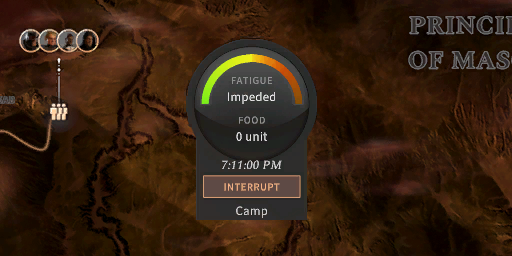 PRINCI
OF MAS
FATIGUE
Impeded
FOOD
0 unit
7:11:00 PM
INTERRUPT
Camp